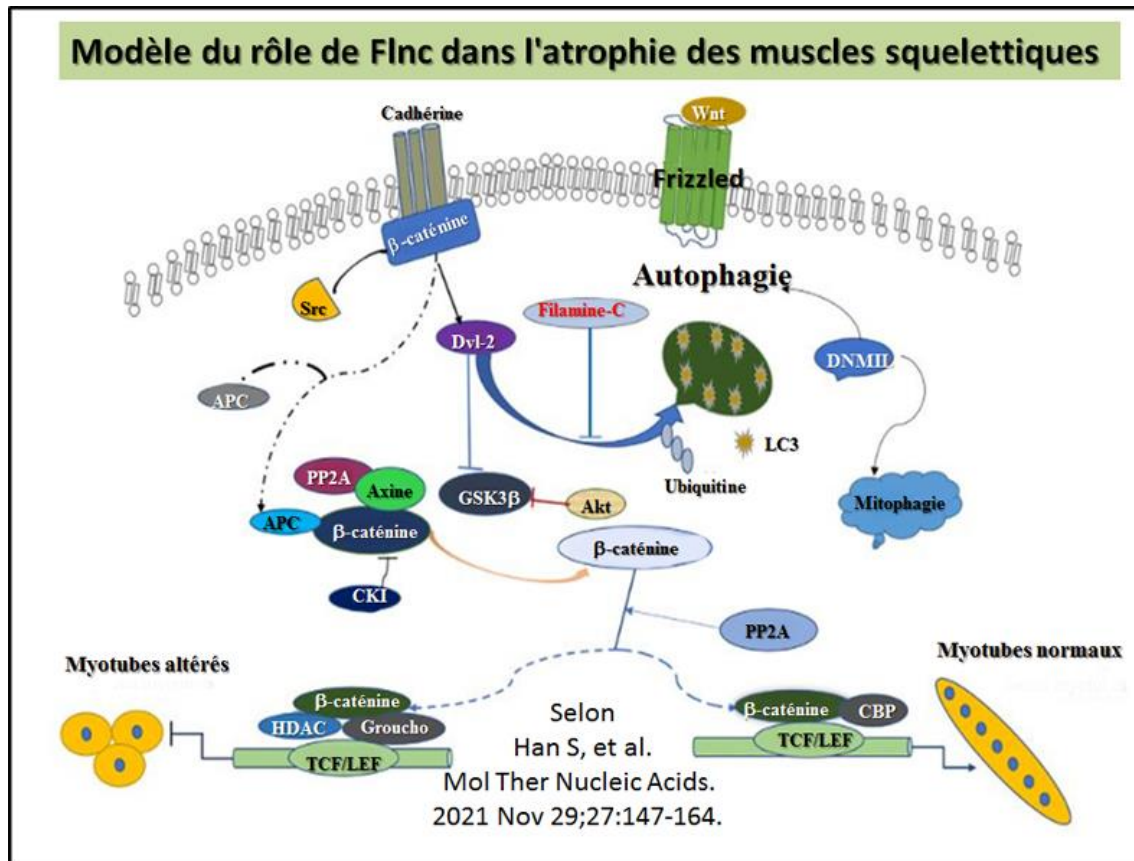 Modèle du rôle de Flnc dans l'atrophie des muscles squelettiques
Cadhérine
Wnt
Frizzled
β-caténine
Src
Autophagie
Filamine-C
Dvl-2
DNMIL
APC
LC3
Ubiquitine
PP2A
Axine
GSK3β
Akt
Mitophagie
APC
β-caténine
β-caténine
CKI
PP2A
Myotubes altérés
Myotubes normaux
β-caténine
HDAC
Groucho
TCF/LEF
β-caténine
CBP
TCF/LEF
Selon
Han S, et al.
Mol Ther Nucleic Acids.
2021 Nov 29;27:147-164.